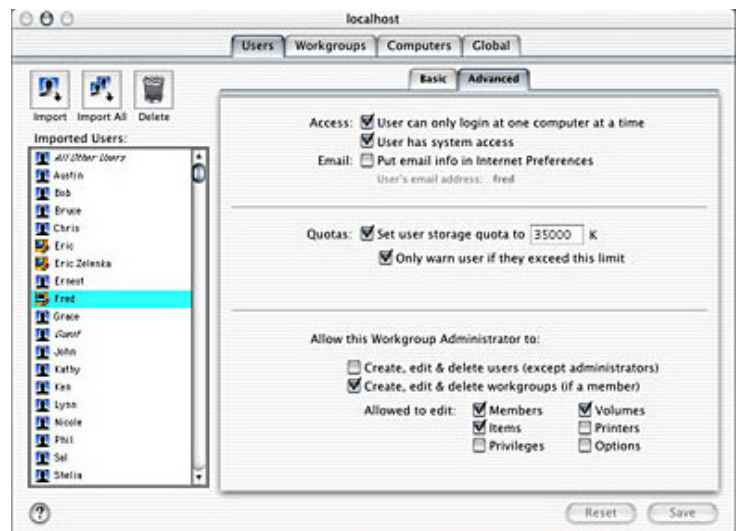 localhost
Users Workgroups Computers Global
Import Import All Delete
Imported Users:
All Other Users
Austin
Bob
Bruce
Chris
Eric
Eric Zelenka
Ernest
Fred
Grace
Guest
John
Kathy
Ken
Lynn
Nicole
Phil
Sal
Shelia
Basic Advanced
Access: User can only login at one computer at a time
User has system access
Email: Put email info in Internet Preferences
User's email address: fred
Quotas: Set user storage quota to 35000 K
Only warn user if they exceed this limit
Allow this Workgroup Administrator to:
Create, edit & delete users (except administrators)
Create, edit & delete workgroups (if a member)
Allowed to edit: Members Volumes
Items Printers
Privileges Options
?
Reset Save